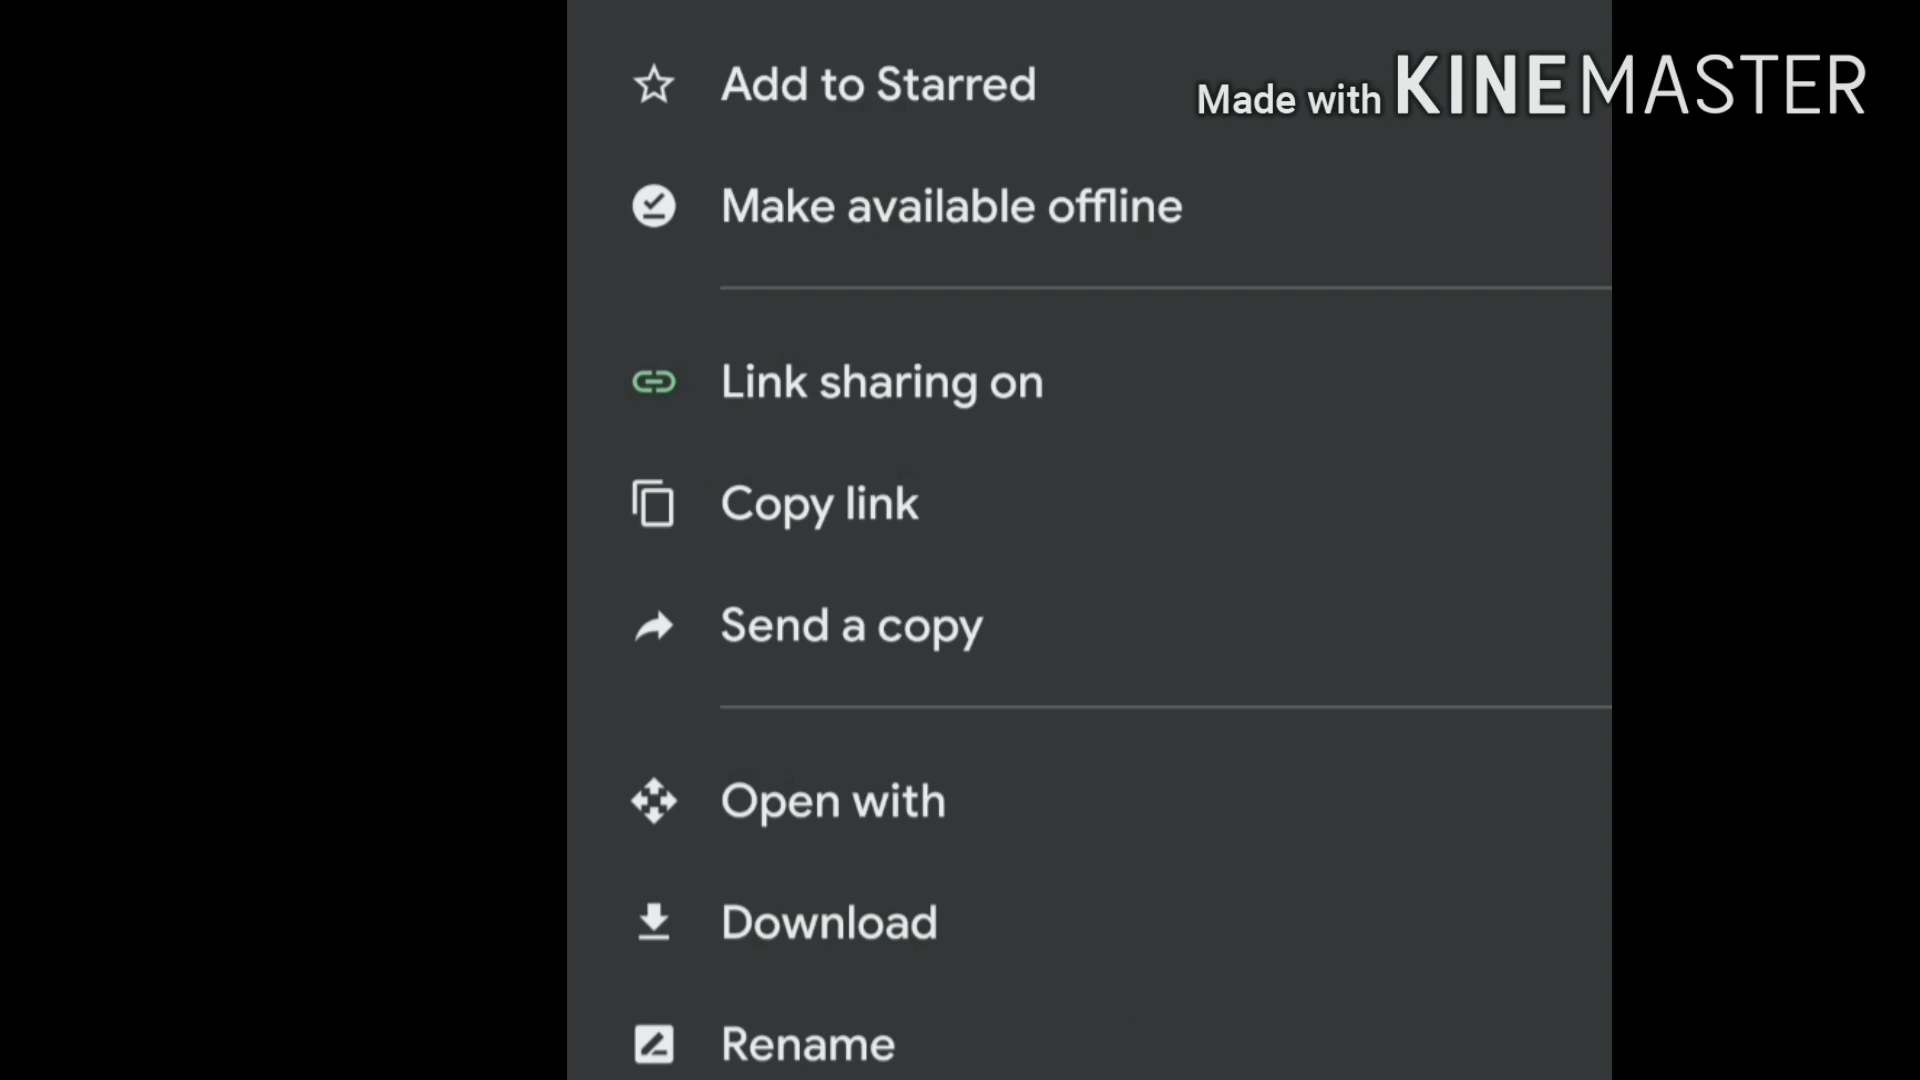 Add to Starred
Made with KINEMASTER
Make available offline
Link sharing on
Copy link
Send a copy
Open with
Download
Rename